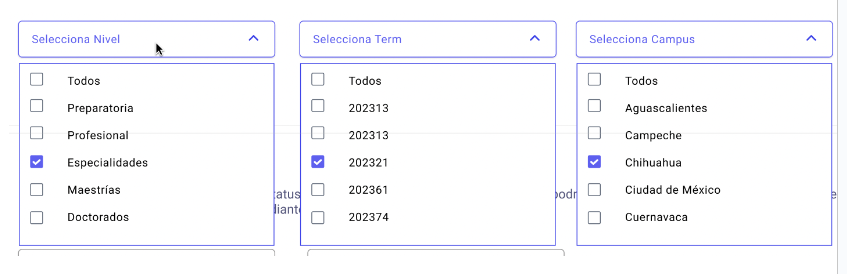 Selecciona Nivel
Todos
Preparatoria
Profesional
Especialidades
Maestrías
Doctorados
Selecciona Term
Todos
202313
202313
202321
202361
202374
Selecciona Campus
Todos
Aguascalientes
Campeche
Chihuahua
Ciudad de México
Cuernavaca